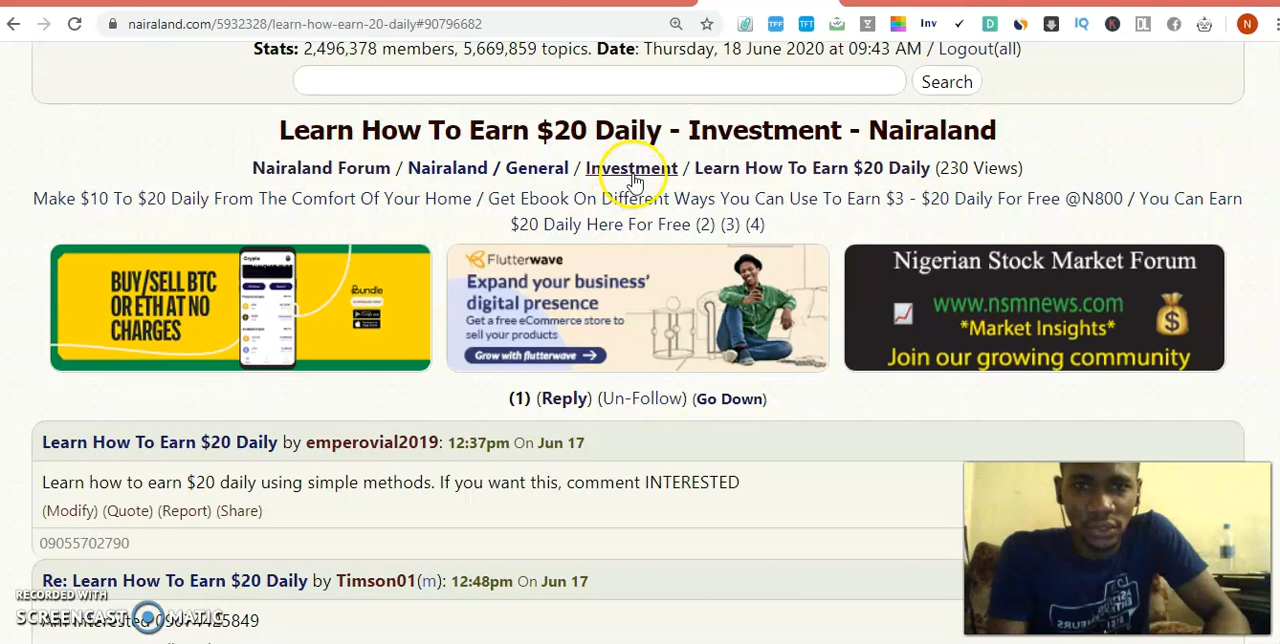 nairaland.com/5932328/learn-how-earn-20-daily#90796682
TFF
TFT
Inv
D
IQ
K
DL
N
Stats: 2,496,378 members, 5,669,859 topics. Date: Thursday, 18 June 2020 at 09:43 AM / Logout(all)
Search
Learn How To Earn $20 Daily - Investment - Nairaland
Nairaland Forum / Nairaland / General / Investment / Learn How To Earn $20 Daily (230 Views)
Make $10 To $20 Daily From The Comfort Of Your Home / Get Ebook On Different Ways You Can Use To Earn $3 - $20 Daily For Free @N800 / You Can Earn
$20 Daily Here For Free (2) (3) (4)
BUY/SELL BTC
OR ETH AT NO
CHARGES
Crypto
Bundle
Flutterwave
Expand your business'
digital presence
Get a free eCommerce store to
sell your products
Grow with flutterwave
Nigerian Stock Market Forum
www.nsmnews.com
*Market Insights*
Join our growing community
(1) (Reply) (Un-Follow) (Go Down)
Learn How To Earn $20 Daily by emperovial2019: 12:37pm On Jun 17
Learn how to earn $20 daily using simple methods. If you want this, comment INTERESTED
(Modify) (Quote) (Report) (Share)
09055702790
Re: Learn How To Earn $20 Daily by Timson01(m): 12:48pm On Jun 17
RECORDED WITH
SCREENCAST MATIC